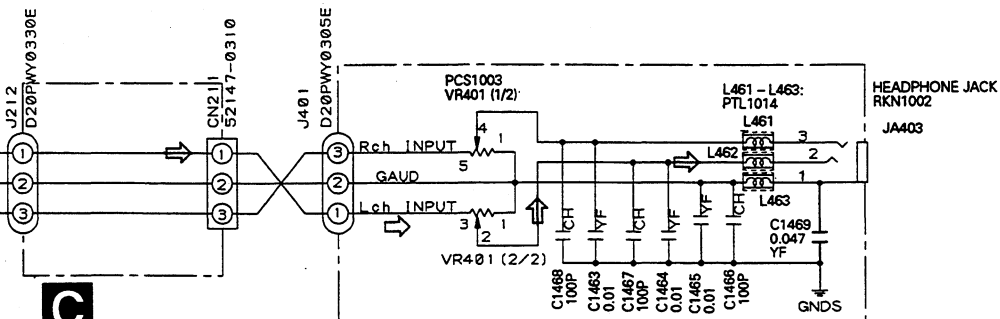 J212
D20PWY0330E
1
2
3
C
CN211
52147-0310
1
2
3
J401
D20PWY0305E
3
2
1
Rch INPUT
GAUD
Lch INPUT
PCS1003
VR401 (1/2)
4
1
5
3
1
2
VR401 (2/2)
CH
YF
CH
YF
YF
CH
C1468
100P
C1463
0.01
C1467
100P
C1464
0.01
C1465
0.01
C1466
100P
L461 – L463:
PTL1014
L461
L462
L463
3
2
1
C1469
0.047
YF
GNDS
HEADPHONE JACK
RKN1002
JA403